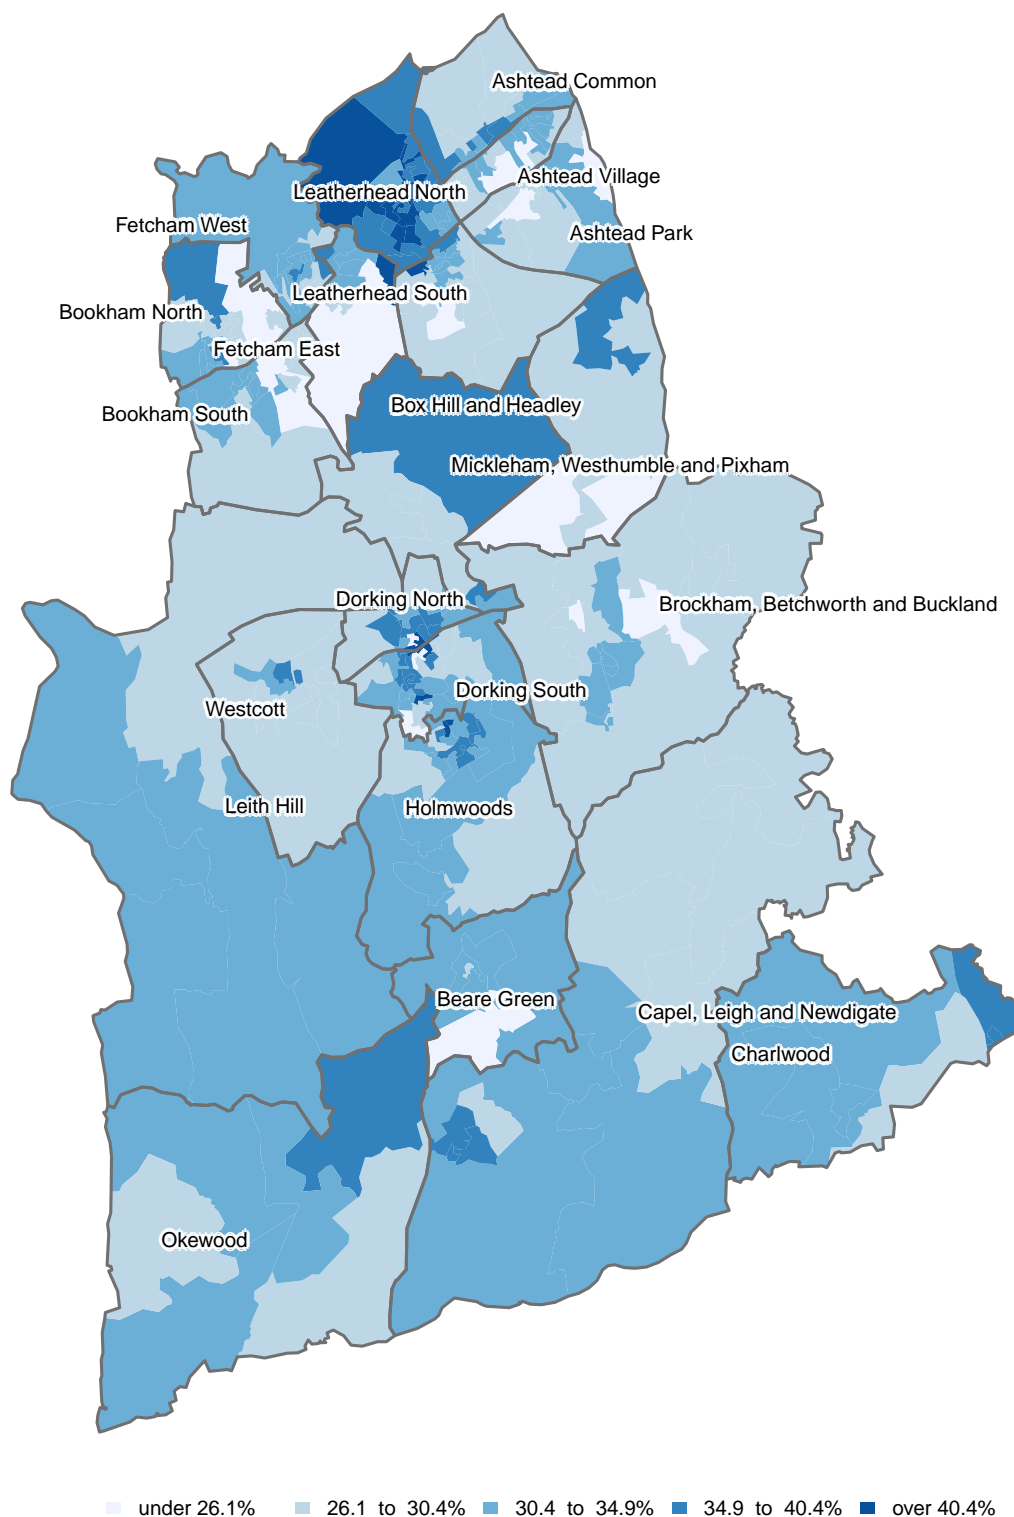 Ashtead Common
Ashtead Village
Leatherhead North
Fetcham West
Ashtead Park
Leatherhead South
Bookham North
Fetcham East
Box Hill and Headley
Bookham South
Mickleham, Westhumble and Pixham
Dorking North
Brockham, Betchworth and Buckland
Dorking South
Westcott
Leith Hill
Holmwoods
Beare Green
Capel, Leigh and Newdigate
Charlwood
Okewood
under 26.1% 26.1 to 30.4% 30.4 to 34.9% 34.9 to 40.4% over 40.4%